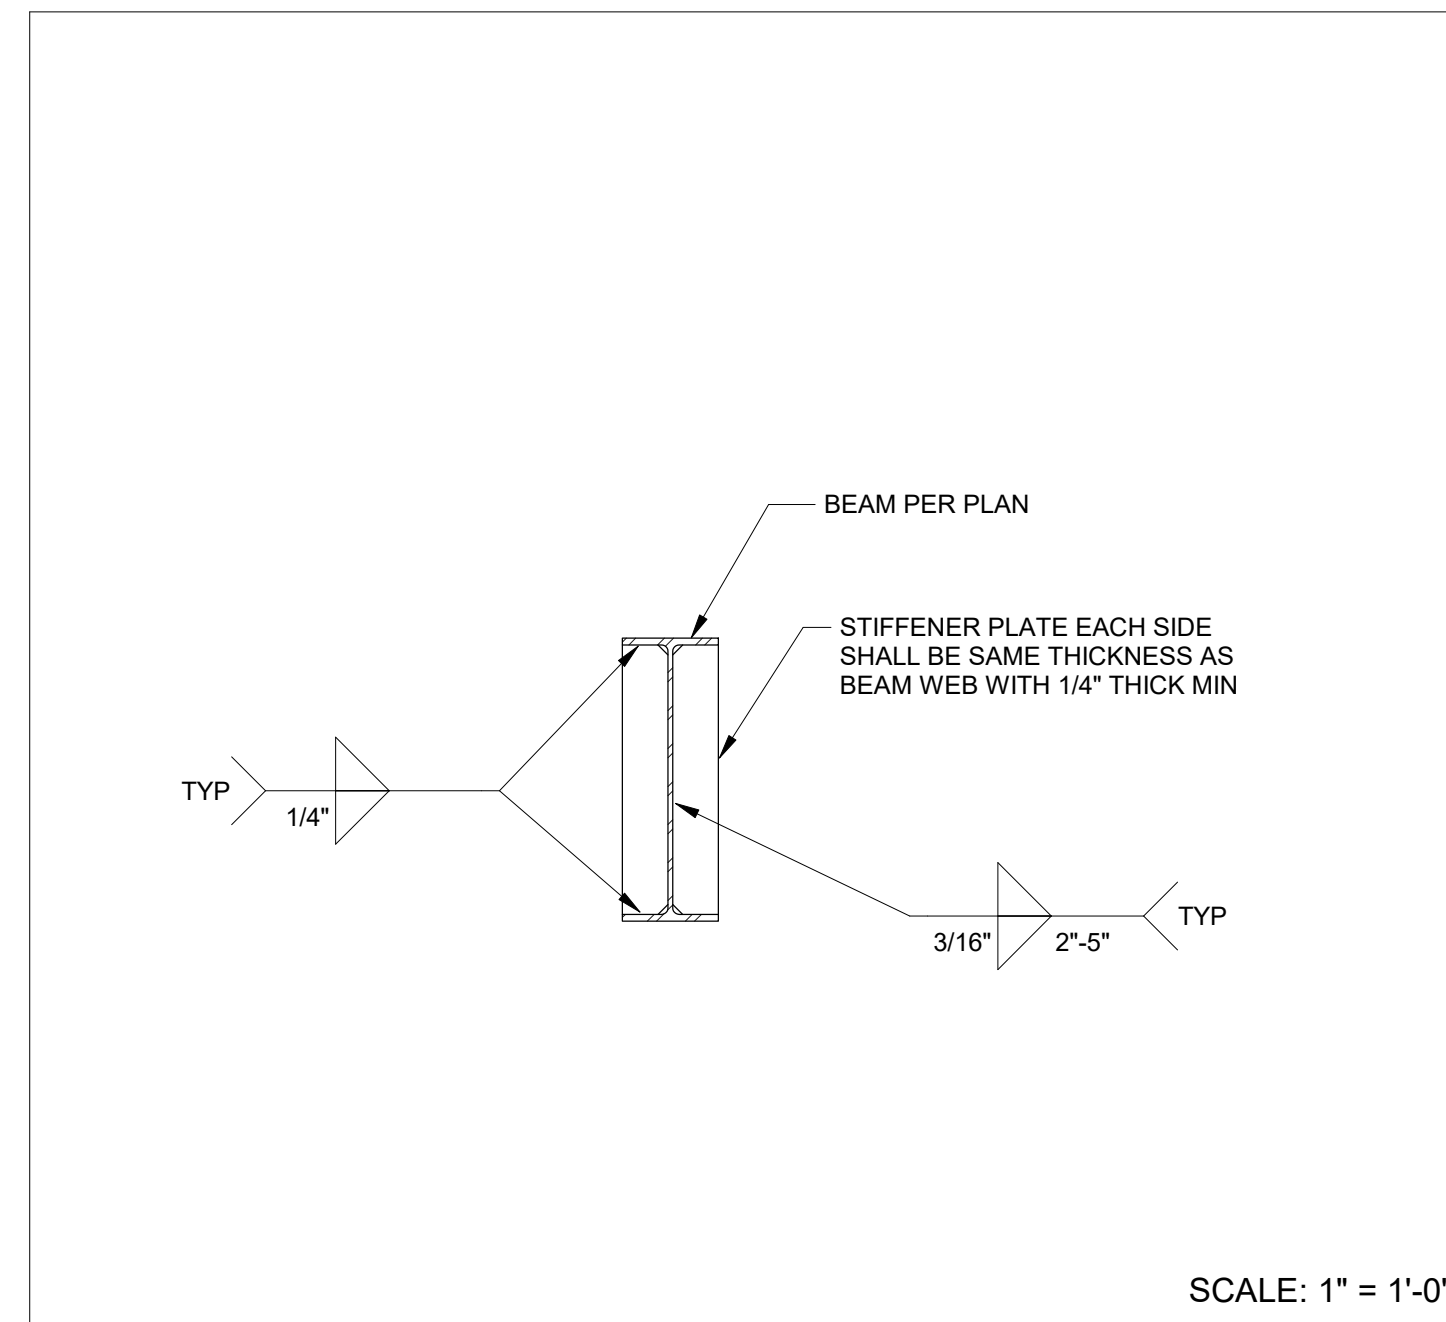 BEAM PER PLAN
STIFFENER PLATE EACH SIDE
SHALL BE SAME THICKNESS AS
BEAM WEB WITH 1/4" THICK MIN
TYP
1/4"
3/16"
2"-5"
TYP
SCALE: 1" = 1'-0"